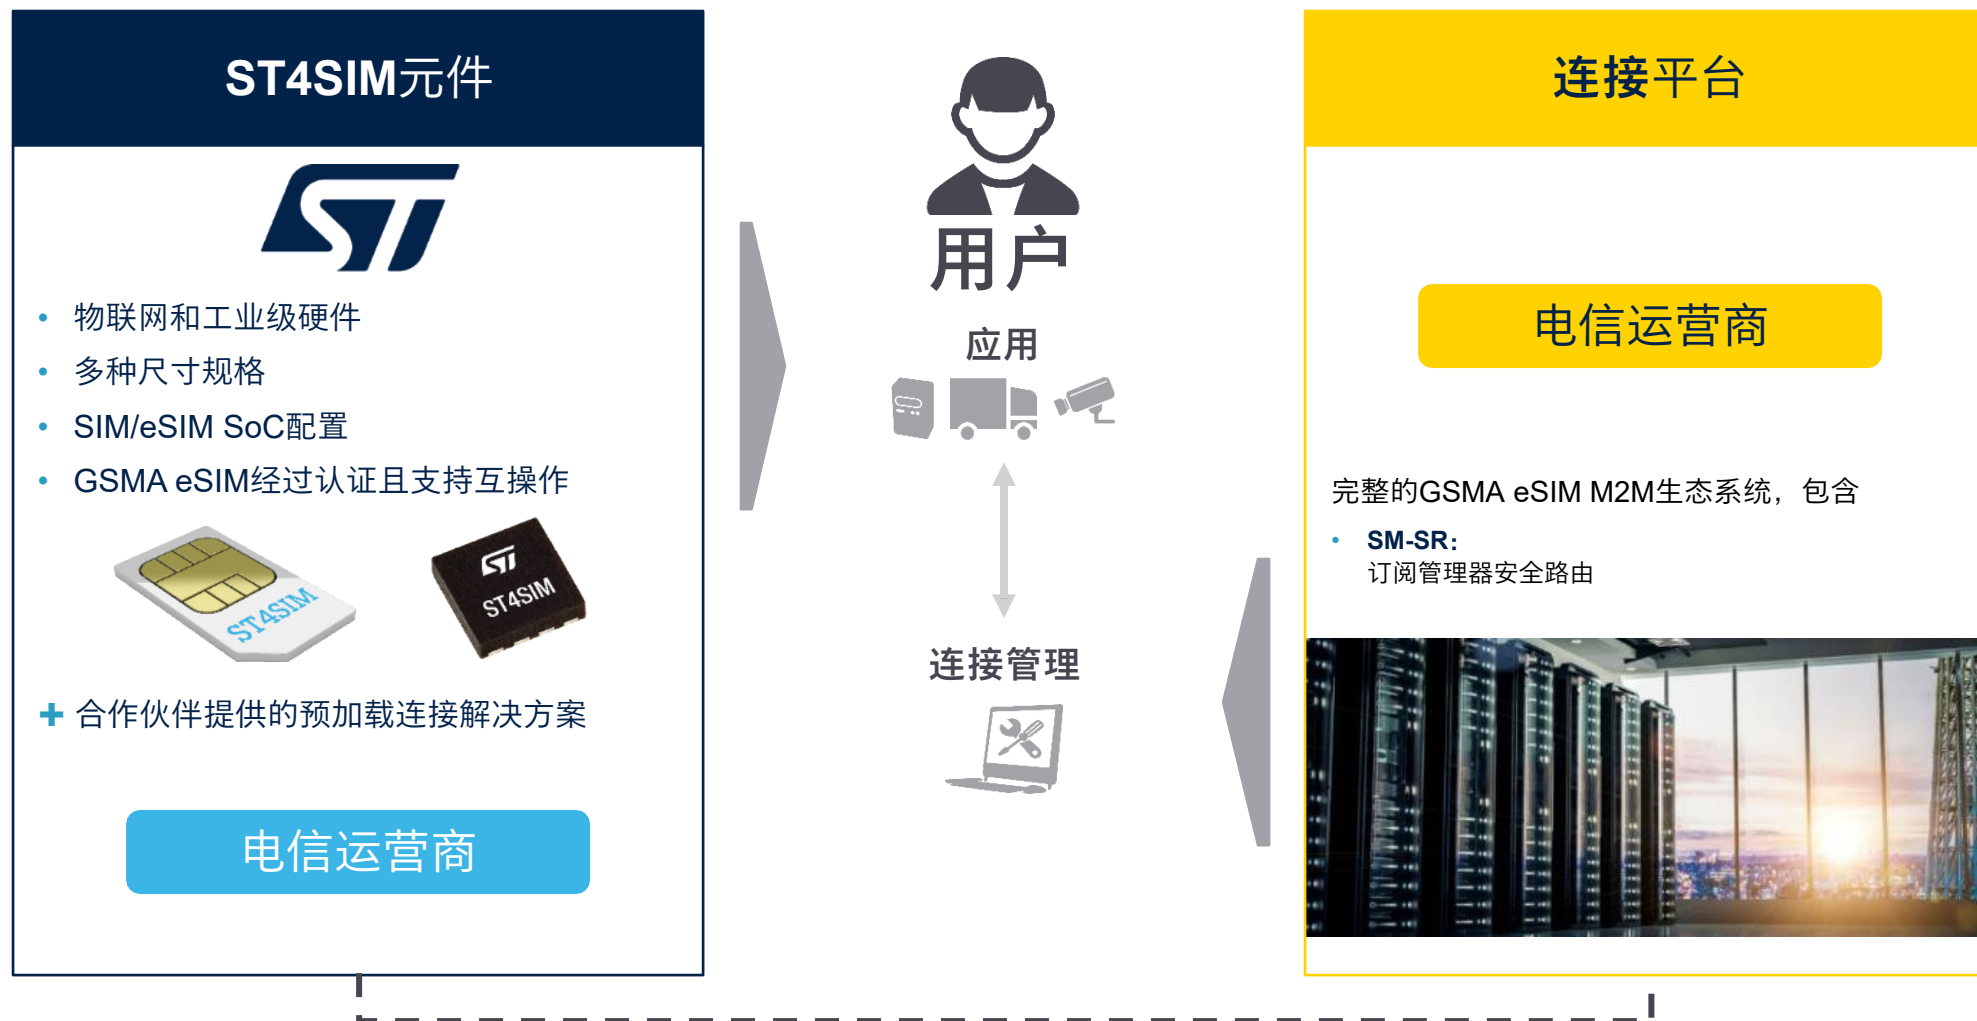 ST4SIM元件
ST
物联网和工业级硬件
多种尺寸规格
SIM/eSIM SoC配置
GSMA eSIM经过认证且支持互操作
ST4SIM
ST
ST4SIM
+ 合作伙伴提供的预加载连接解决方案
电信运营商
用户
应用
连接管理
连接平台
电信运营商
完整的GSMA eSIM M2M生态系统，包含
SM-SR：
订阅管理器安全路由